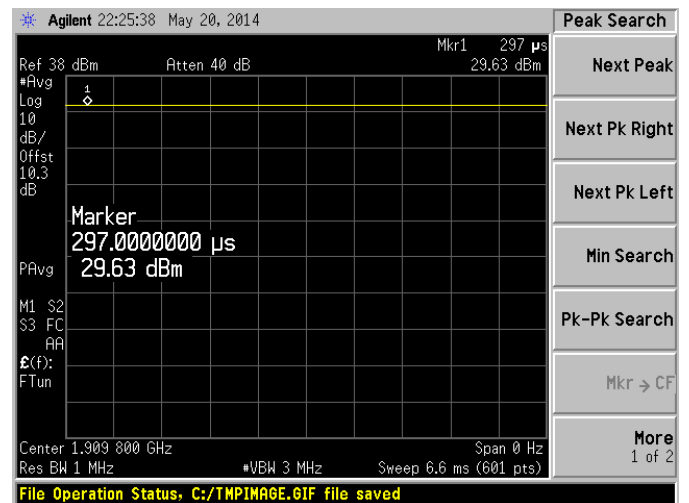 Agilent 22:25:38 May 20, 2014
Peak Search
Mkr1 297 µs
Ref 38 dBm Atten 40 dB 29.63 dBm
#Avg
Log
10
dB/
Offst
10.3
dB
1
Marker
297.0000000 µs
29.63 dBm
PAvg
M1 S2
S3 FC
AA
£(f):
FTun
Center 1.909 800 GHz Span 0 Hz
Res BW 1 MHz #VBW 3 MHz Sweep 6.6 ms (601 pts)
File Operation Status, C:/TMPIMAGE.GIF file saved
Next Peak
Next Pk Right
Next Pk Left
Min Search
Pk-Pk Search
Mkr → CF
More
1 of 2